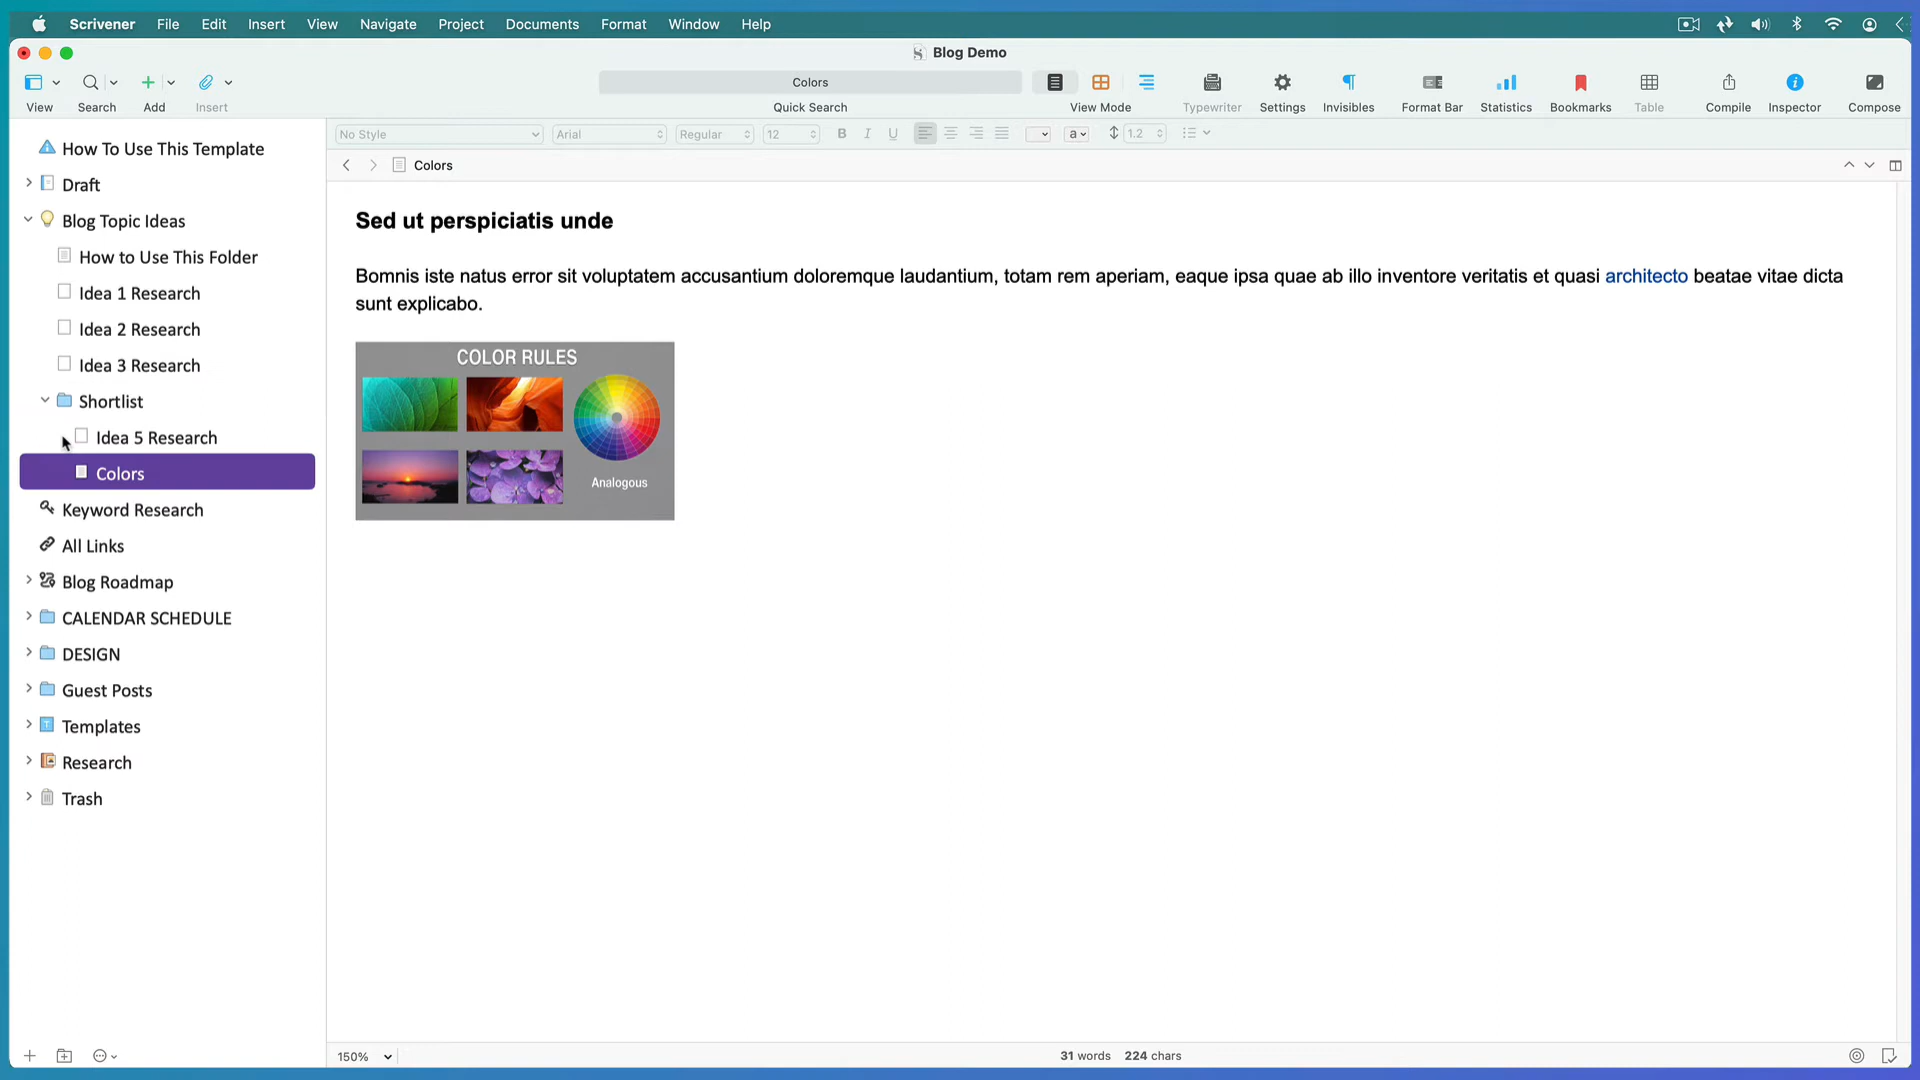 Scrivener File Edit Insert View Navigate Project Documents Format Window Help
Blog Demo
Colors
View Search Add Insert Quick Search View Mode Typewriter Settings Invisibles Format Bar Statistics Bookmarks Table Compile Inspector Compose
No Style Arial Regular 12 B I U a 1.2
Colors
How To Use This Template
Draft
Blog Topic Ideas
How to Use This Folder
Idea 1 Research
Idea 2 Research
Idea 3 Research
Shortlist
Idea 5 Research
Colors
Keyword Research
All Links
Blog Roadmap
CALENDAR SCHEDULE
DESIGN
Guest Posts
Templates
Research
Trash
Sed ut perspiciatis unde
Bomnis iste natus error sit voluptatem accusantium doloremque laudantium, totam rem aperiam, eaque ipsa quae ab illo inventore veritatis et quasi architecto beatae vitae dicta
sunt explicabo.
COLOR RULES
Analogous
150% 31 words 224 chars